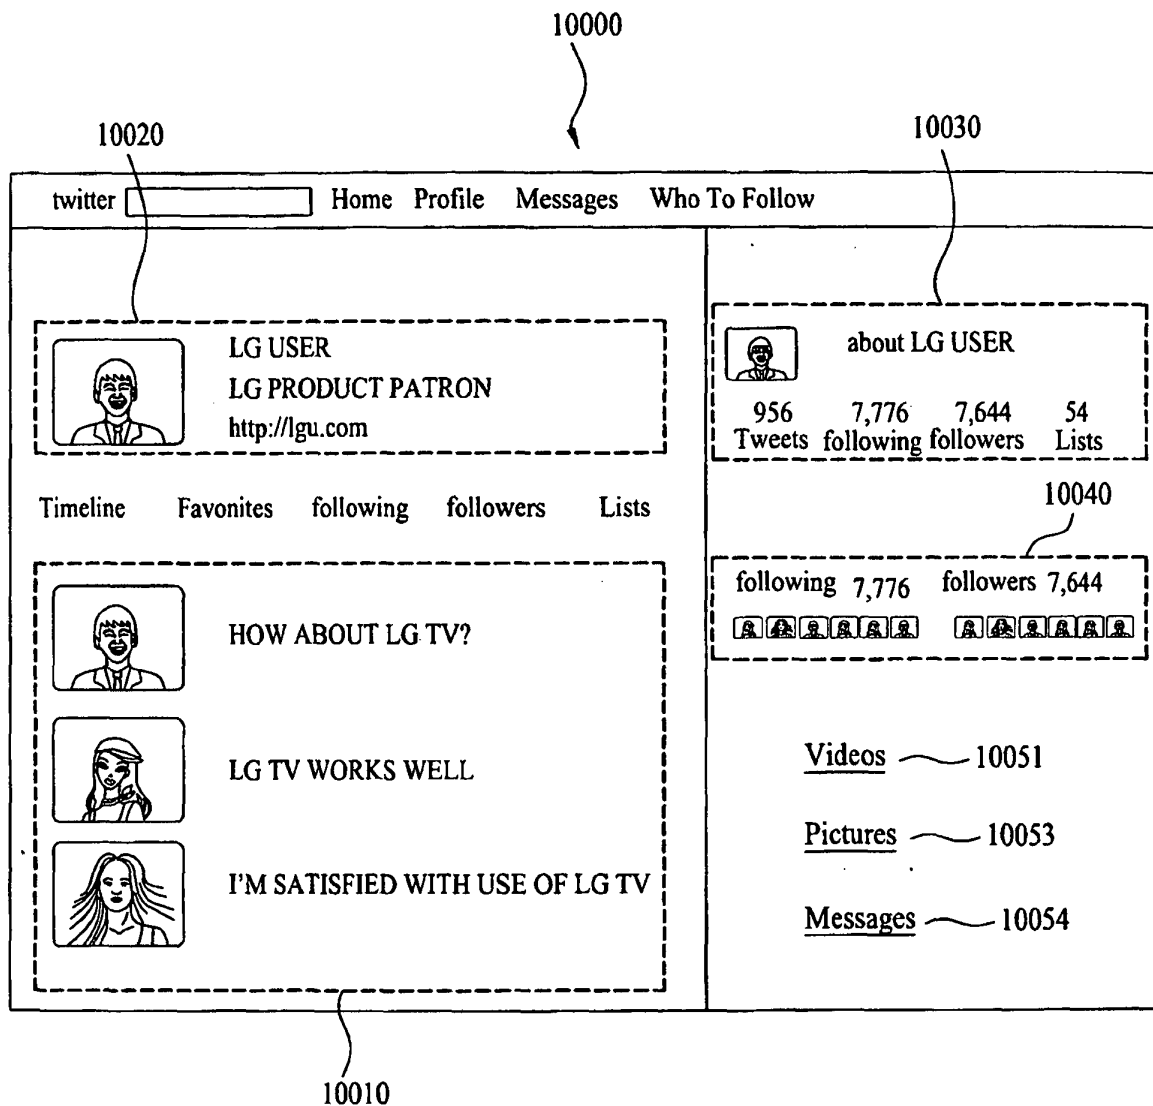 10000
10020
10030
twitter Home Profile Messages Who To Follow
LG USER
LG PRODUCT PATRON
http://lgu.com
about LG USER
956 7,776 7,644 54
Tweets following followers Lists
Timeline Favonites following followers Lists
10040
following 7,776 followers 7,644
HOW ABOUT LG TV?
LG TV WORKS WELL
I'M SATISFIED WITH USE OF LG TV
Videos 10051
Pictures 10053
Messages 10054
10010